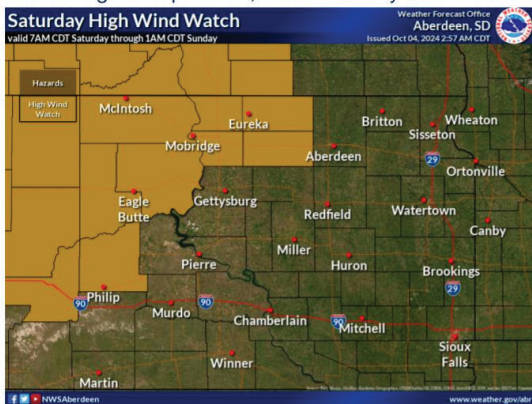 Saturday High Wind Watch
valid 7AM CDT Saturday through 1AM CDT Sunday
Weather Forecast Office
Aberdeen, SD
Issued Oct 04, 2024 2:57 AM CDT
Hazards
High Wind
Watch
McIntosh
Eureka
Britton
Wheaton
Sisseton
Mobridge
Aberdeen
29
Ortonville
Eagle
Butte
Gettysburg
Redfield
Watertown
Canby
Miller
Pierre
Huron
Brookings
Philip
90
Murdo
90
29
Chamberlain
90
Mitchell
Sioux
Falls
Winner
Martin
NWSAberdeen
www.weather.gov/abr